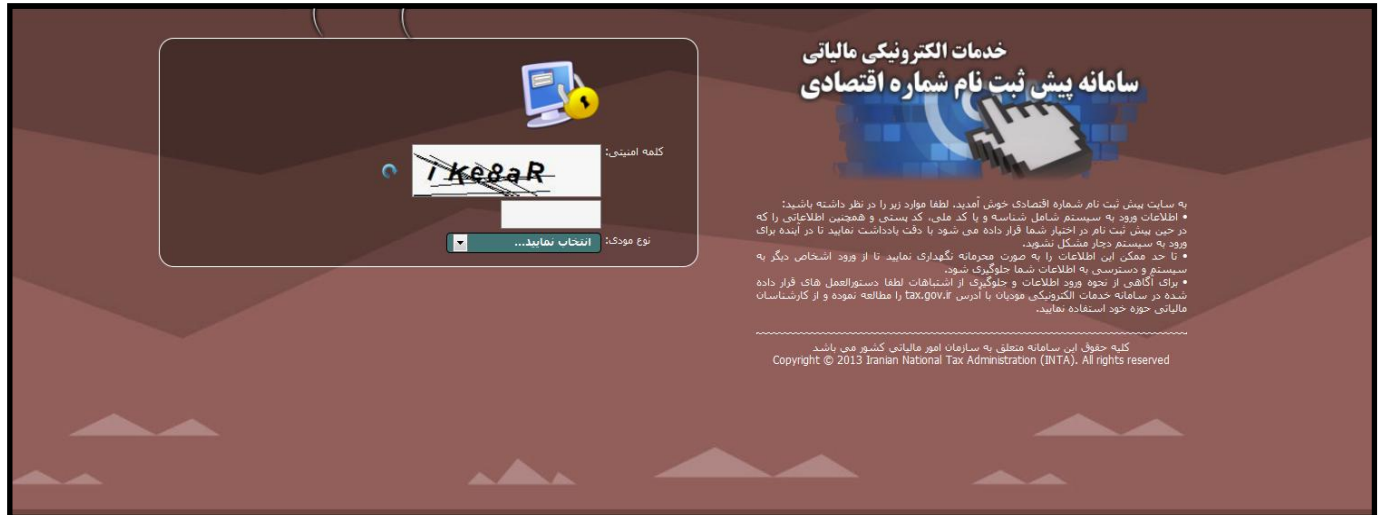 خدمات الکترونیکی مالیاتی
سامانه پیش ثبت نام شماره اقتصادی
به سایت پیش ثبت نام شماره اقتصادی خوش آمدید. لطفا موارد زیر را در نظر داشته باشید:
• اطلاعات ورود به سیستم شامل شناسه و یا کد ملی، کد پستی و همچنین اطلاعاتی را که
در حین پیش ثبت نام در اختیار شما قرار داده می شود با دقت یادداشت نمایید تا در آینده برای
ورود به سیستم دچار مشکل نشوید.
• تا حد ممکن این اطلاعات را به صورت محرمانه نگهداری نمایید تا از ورود اشخاص دیگر به
سیستم و دسترسی به اطلاعات شما جلوگیری شود.
• برای آگاهی از نحوه ورود اطلاعات و جلوگیری از اشتباهات لطفا دستورالعمل های قرار داده
شده در سامانه خدمات الکترونیکی مودیان با آدرس tax.gov.ir را مطالعه نموده و از کارشناسان
مالیاتی حوزه خود استفاده نمایید.
کلیه حقوق این سامانه متعلق به سازمان امور مالیاتی کشور می باشد
Copyright © 2013 Iranian National Tax Administration (INTA). All rights reserved
کلمه امنیتی:
iKe8aR
نوع مودی:
انتخاب نمایید...